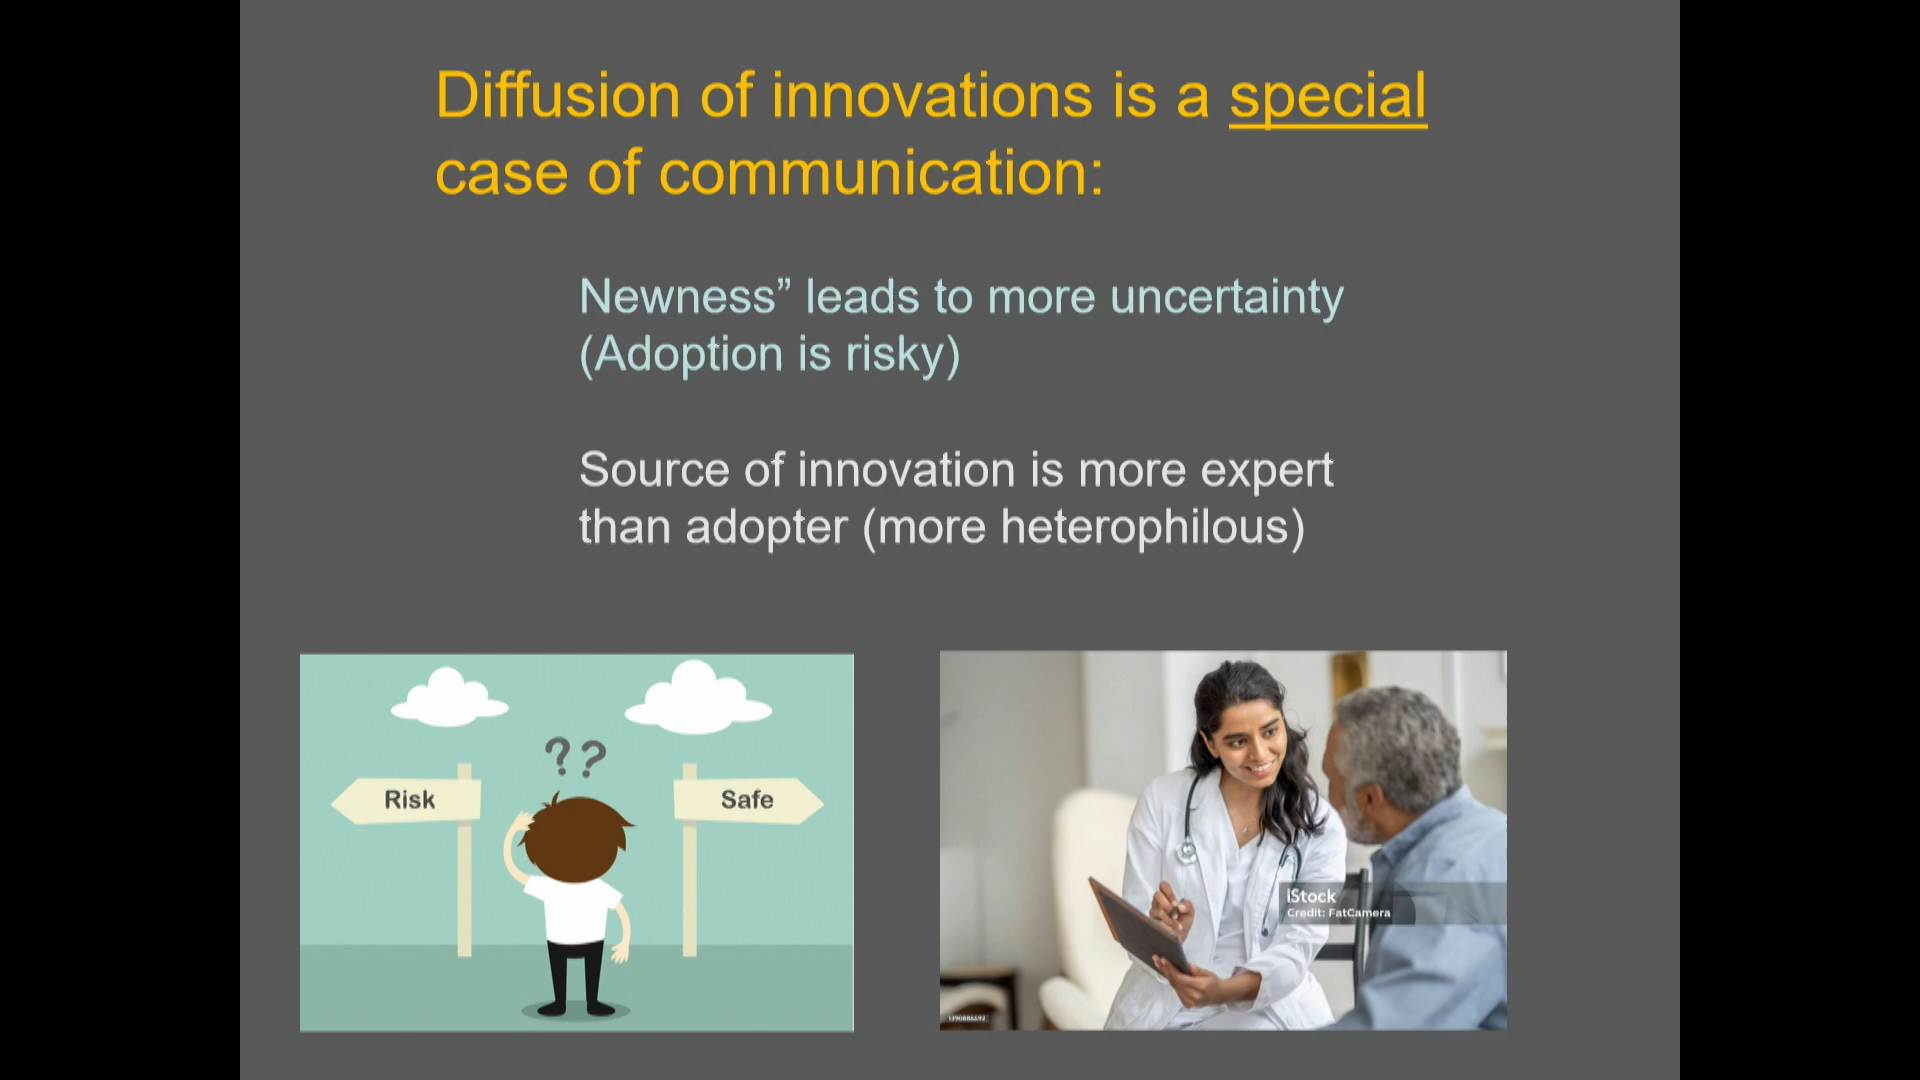 Diffusion of innovations is a special
case of communication:
Newness” leads to more uncertainty
(Adoption is risky)
Source of innovation is more expert
than adopter (more heterophilous)
??
Risk
Safe
iStock
Credit: FatCamera